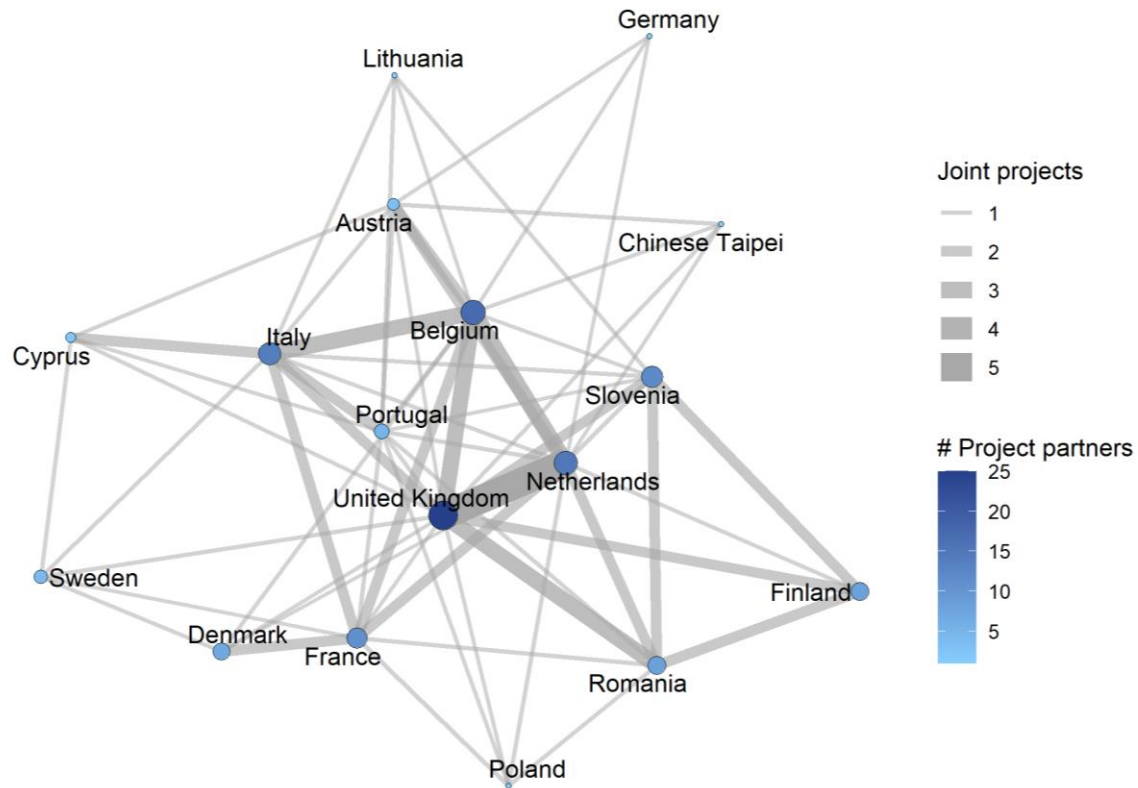 Germany
Lithuania
Joint projects
1
Austria
Chinese Taipei
2
3
Belgium
Italy
4
Cyprus
5
Slovenia
Portugal
# Project partners
25
Netherlands
United Kingdom
20
15
Sweden
Finland
10
Denmark
5
France
Romania
Poland